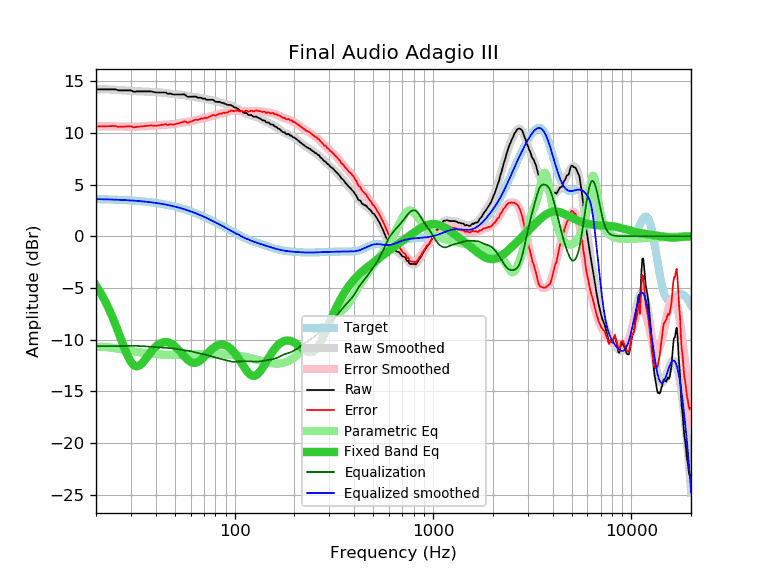 Final Audio Adagio III
15
10
5
0
−5
−10
−15
−20
−25
Amplitude (dBr)
Target
Raw Smoothed
Error Smoothed
Raw
Error
Parametric Eq
Fixed Band Eq
Equalization
Equalized smoothed
100 1000 10000
Frequency (Hz)